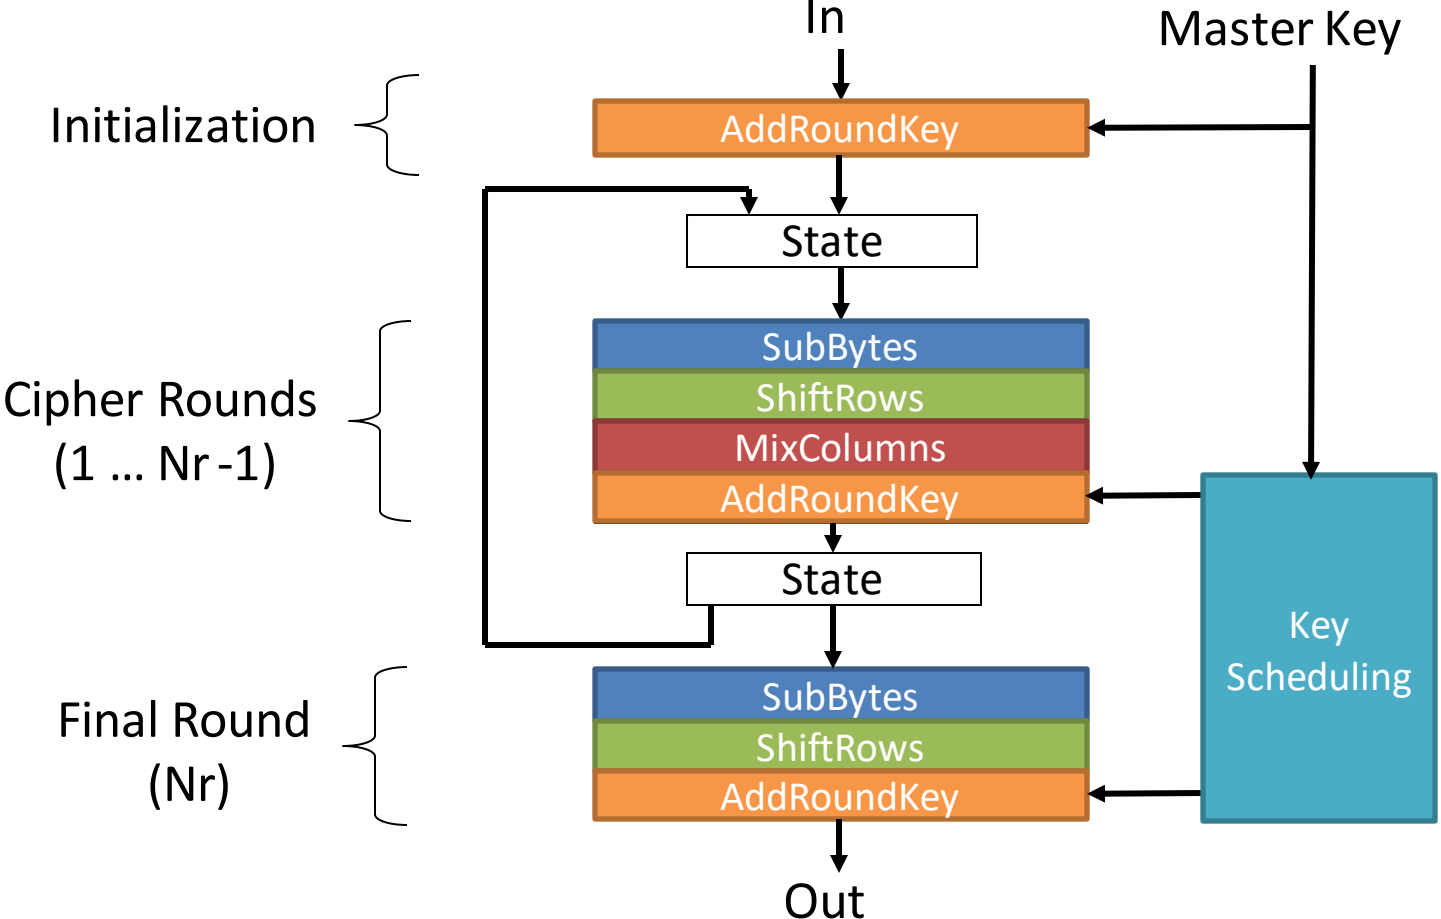 In
Master Key
Initialization
AddRoundKey
State
SubBytes
ShiftRows
MixColumns
AddRoundKey
Cipher Rounds
(1 ... Nr -1)
State
Key
Scheduling
Final Round
(Nr)
SubBytes
ShiftRows
AddRoundKey
Out